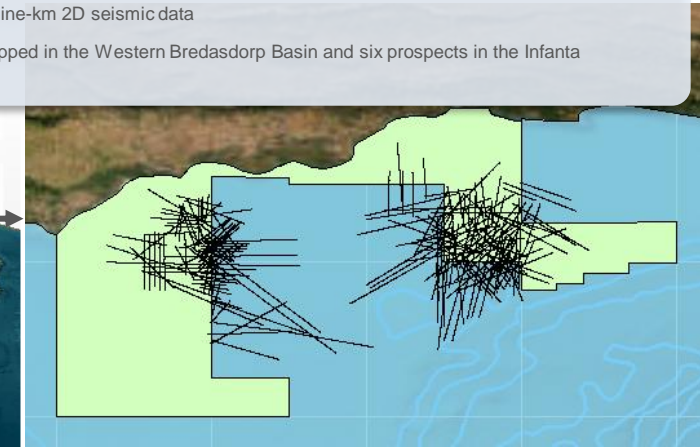 ine-km 2D seismic data
pped in the Western Bredasdorp Basin and six prospects in the Infanta